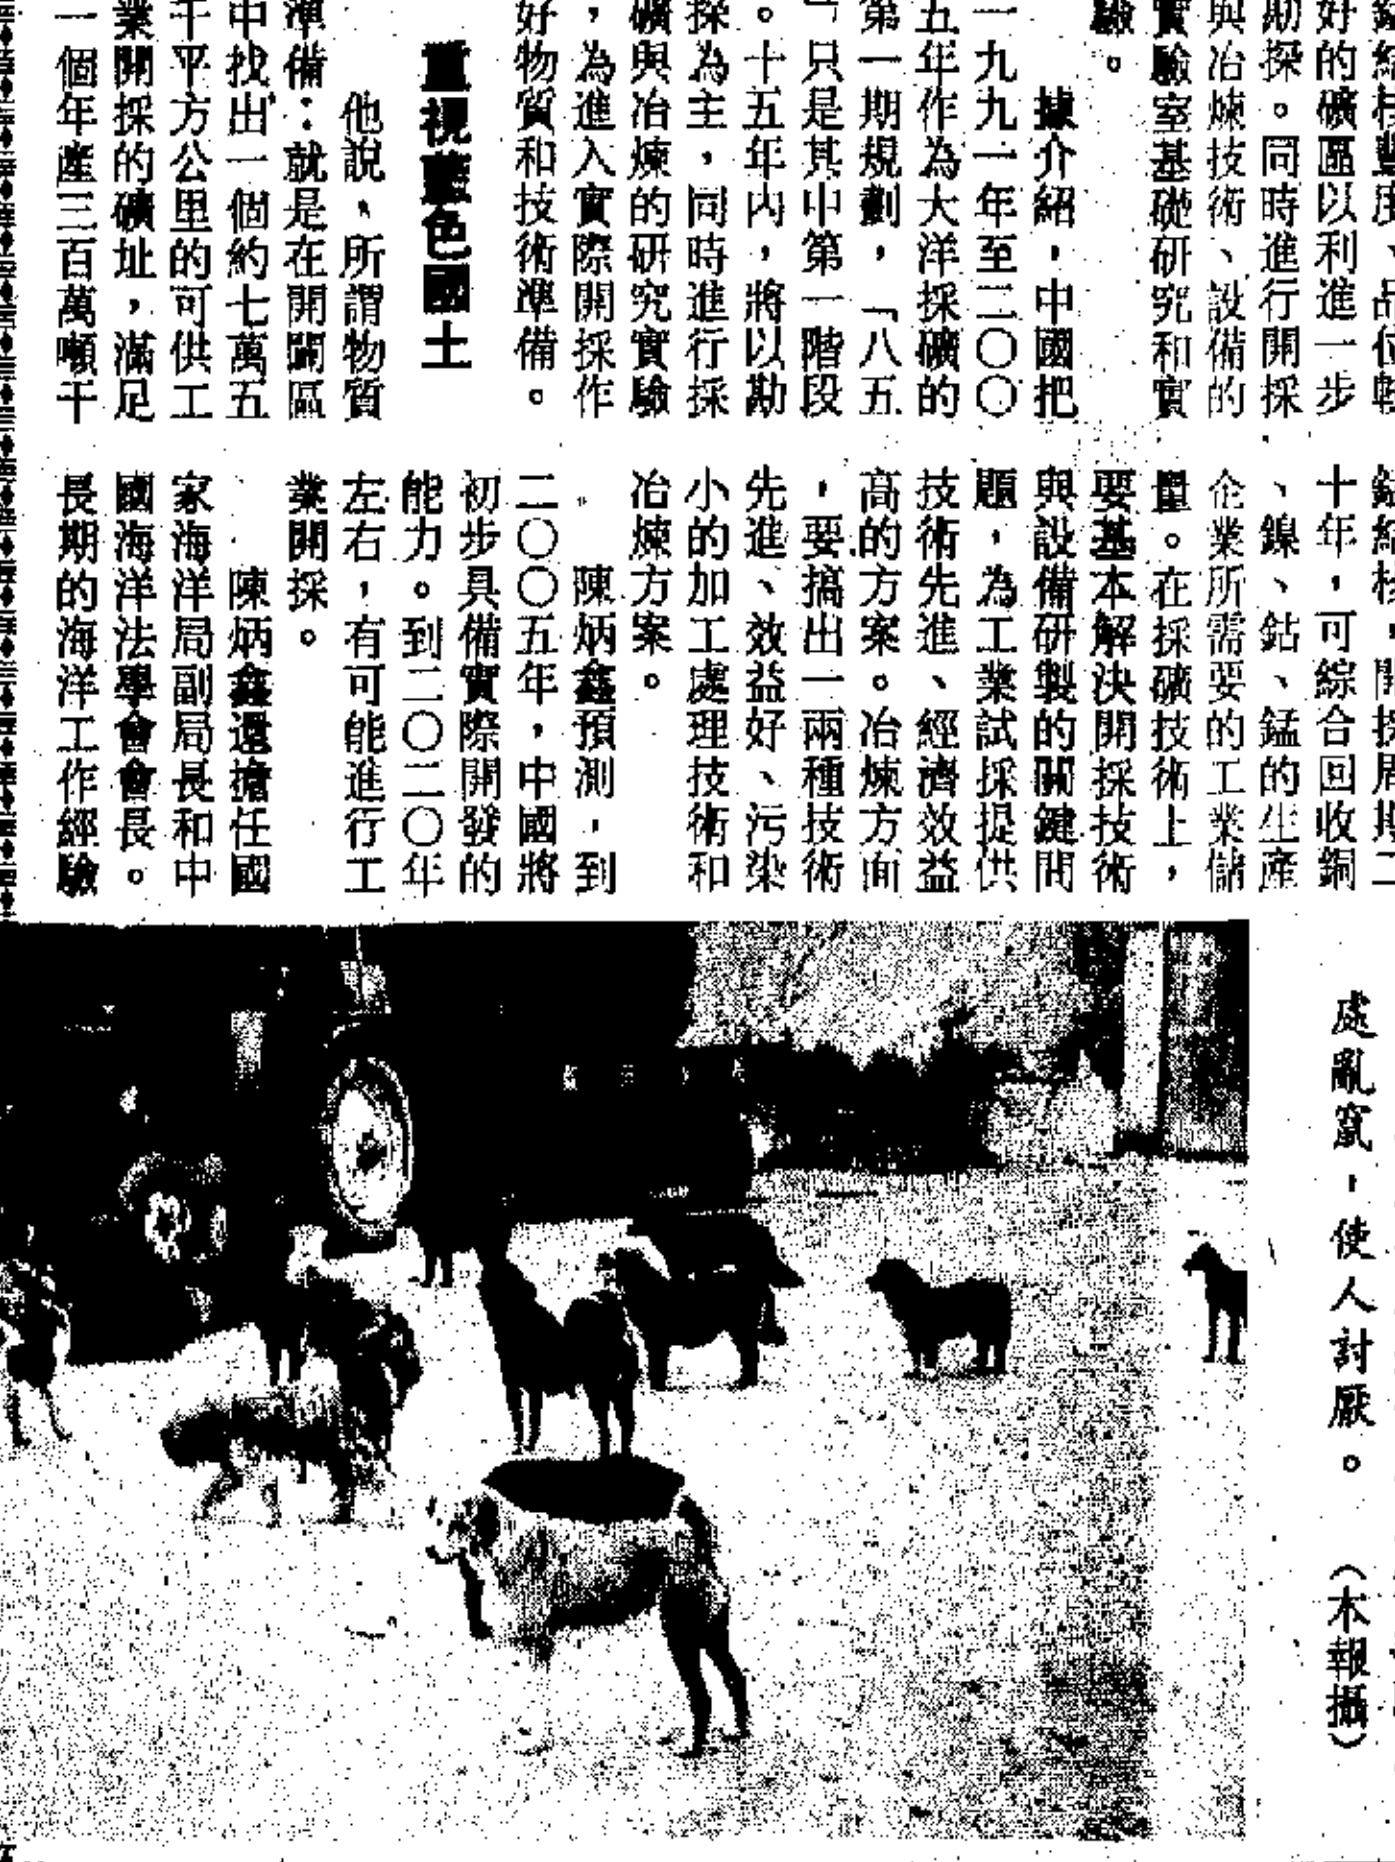 錳結核豐度、品位較
好的礦區以利進一步
勘探。同時進行開採
與冶煉技術、設備的
實驗室基礎研究和實
驗。
據介紹，中國把
一九九一年至二〇〇
五年作為大洋採礦的
第一期規劃，「八五
」只是其中第一階段
。十五年內，將以勘
探為主，同時進行採
礦與冶煉的研究實驗
，為進入實際開採作
好物質和技術準備。
重視藍色國土
他說，所謂物質
準備：就是在開闢區
中找出一個約七萬五
千平方公里的可供工
業開採的礦址，滿足
一個年產三百萬噸干
錳結核，開採周期二
十年，可綜合回收銅
、鎳、鈷、錳的生產
企業所需要的工業儲
量。在採礦技術上，
要基本解決開採技術
與設備研製的關鍵問
題，為工業試採提供
技術先進、經濟效益
高的方案。冶煉方面
，要搞出一兩種技術
先進、效益好、污染
小的加工處理技術和
冶煉方案。
陳炳鑫預測，到
二〇〇五年，中國將
初步具備實際開發的
能力。到二〇二〇年
左右，有可能進行工
業開採。
陳炳鑫還擔任國
家海洋局副局長和中
國海洋法學會會長。
長期的海洋工作經驗
處亂竄，使人討厭。（本報攝）